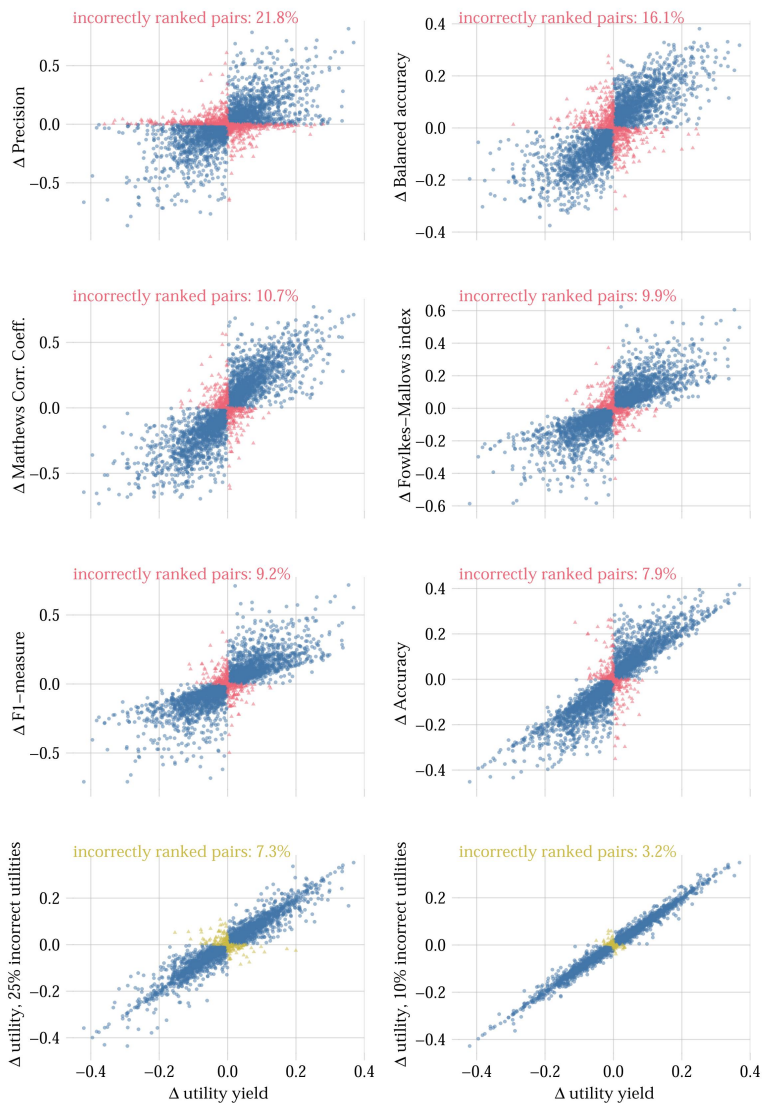 incorrectly ranked pairs: 21.8%
0.5
0.0
−0.5
Δ Precision
incorrectly ranked pairs: 16.1%
0.4
0.2
0.0
−0.2
−0.4
Δ Balanced accuracy
incorrectly ranked pairs: 10.7%
0.5
0.0
−0.5
Δ Matthews Corr. Coeff.
incorrectly ranked pairs: 9.9%
0.6
0.4
0.2
0.0
−0.2
−0.4
−0.6
Δ Fowlkes−Mallows index
incorrectly ranked pairs: 9.2%
0.5
0.0
−0.5
Δ F1−measure
incorrectly ranked pairs: 7.9%
0.4
0.2
0.0
−0.2
−0.4
Δ Accuracy
incorrectly ranked pairs: 7.3%
0.2
0.0
−0.2
−0.4
Δ utility, 25% incorrect utilities
−0.4 −0.2 0.0 0.2 0.4
Δ utility yield
incorrectly ranked pairs: 3.2%
0.2
0.0
−0.2
−0.4
Δ utility, 10% incorrect utilities
−0.4 −0.2 0.0 0.2 0.4
Δ utility yield